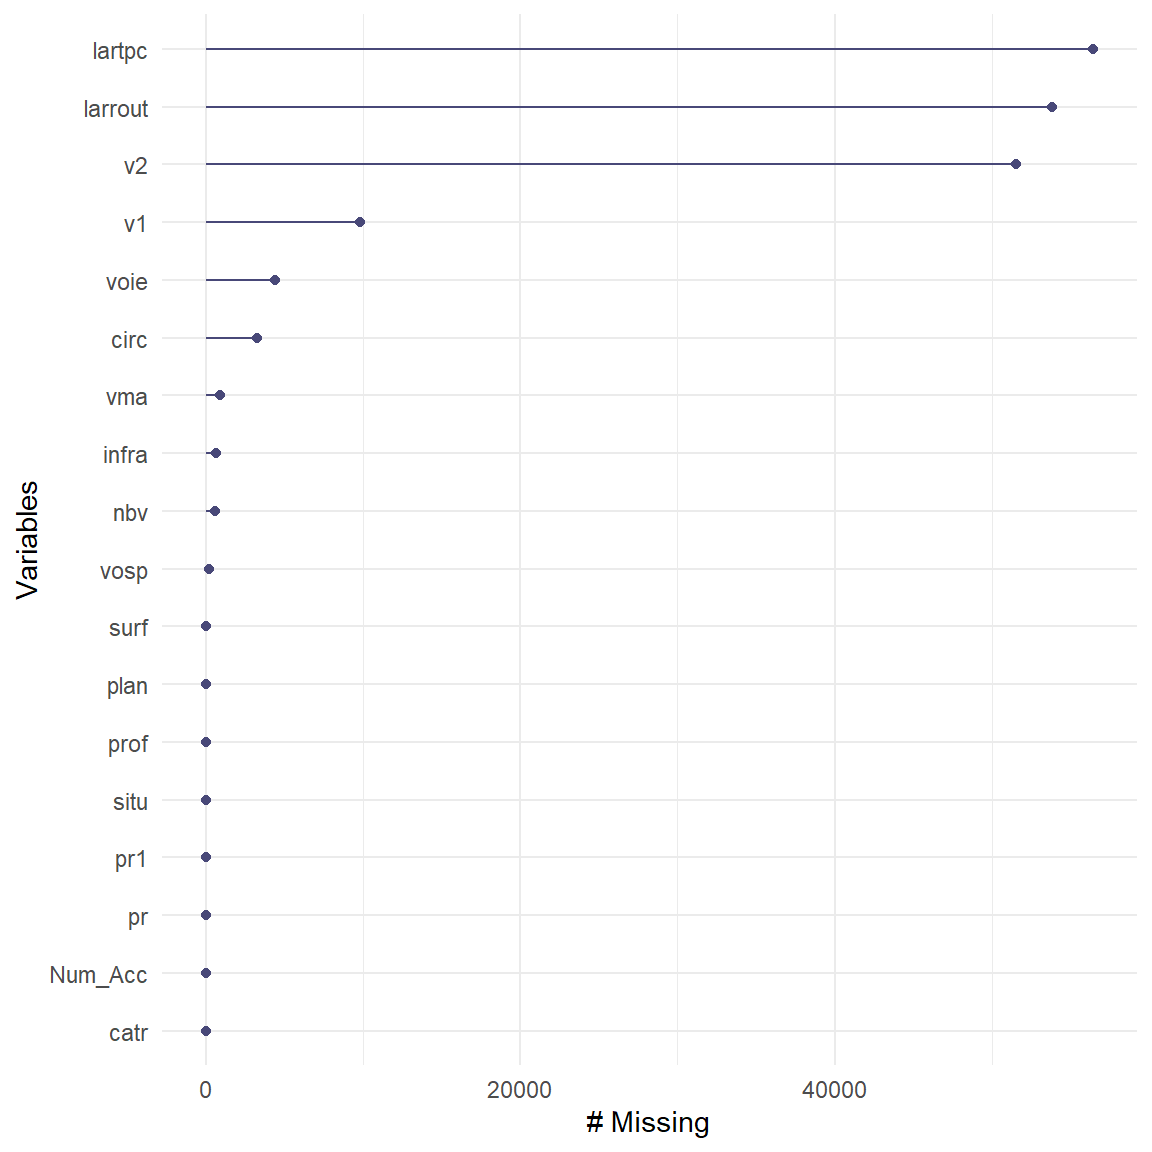 lartpc
larrout
v2
v1
voie
circ
vma
infra
nbv
vosp
surf
plan
prof
situ
pr1
pr
Num_Acc
catr
Variables
0 20000 40000
# Missing